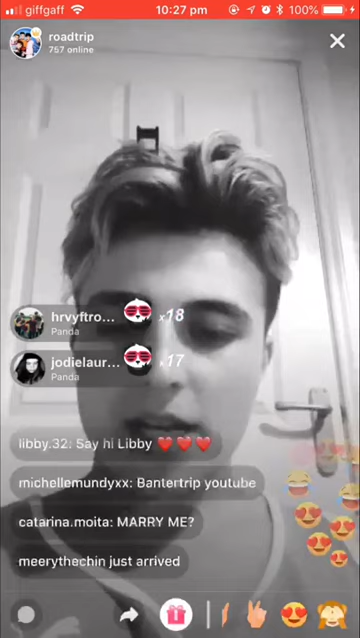 giffgaff
10:27 pm
100%
roadtrip
757 online
hrvyftro...
x18
Panda
jodielaur...
x17
Panda
libby.32: Say hi Libby ❤️❤️❤️
michellemundyxx: Bantertrip youtube
catarina.moita: MARRY ME?
meerythechin just arrived